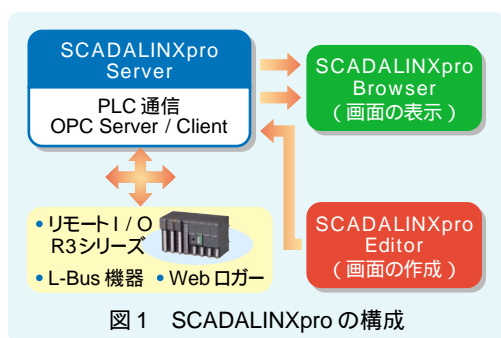 SCADALINXpro
Server
PLC 通信
OPC Server / Client
SCADALINXpro
Browser
(画面の表示)
• リモートI / O
R3シリーズ
• L-Bus 機器 • Web ロガー
SCADALINXpro
Editor
(画面の作成)
図1 SCADALINXpro の構成